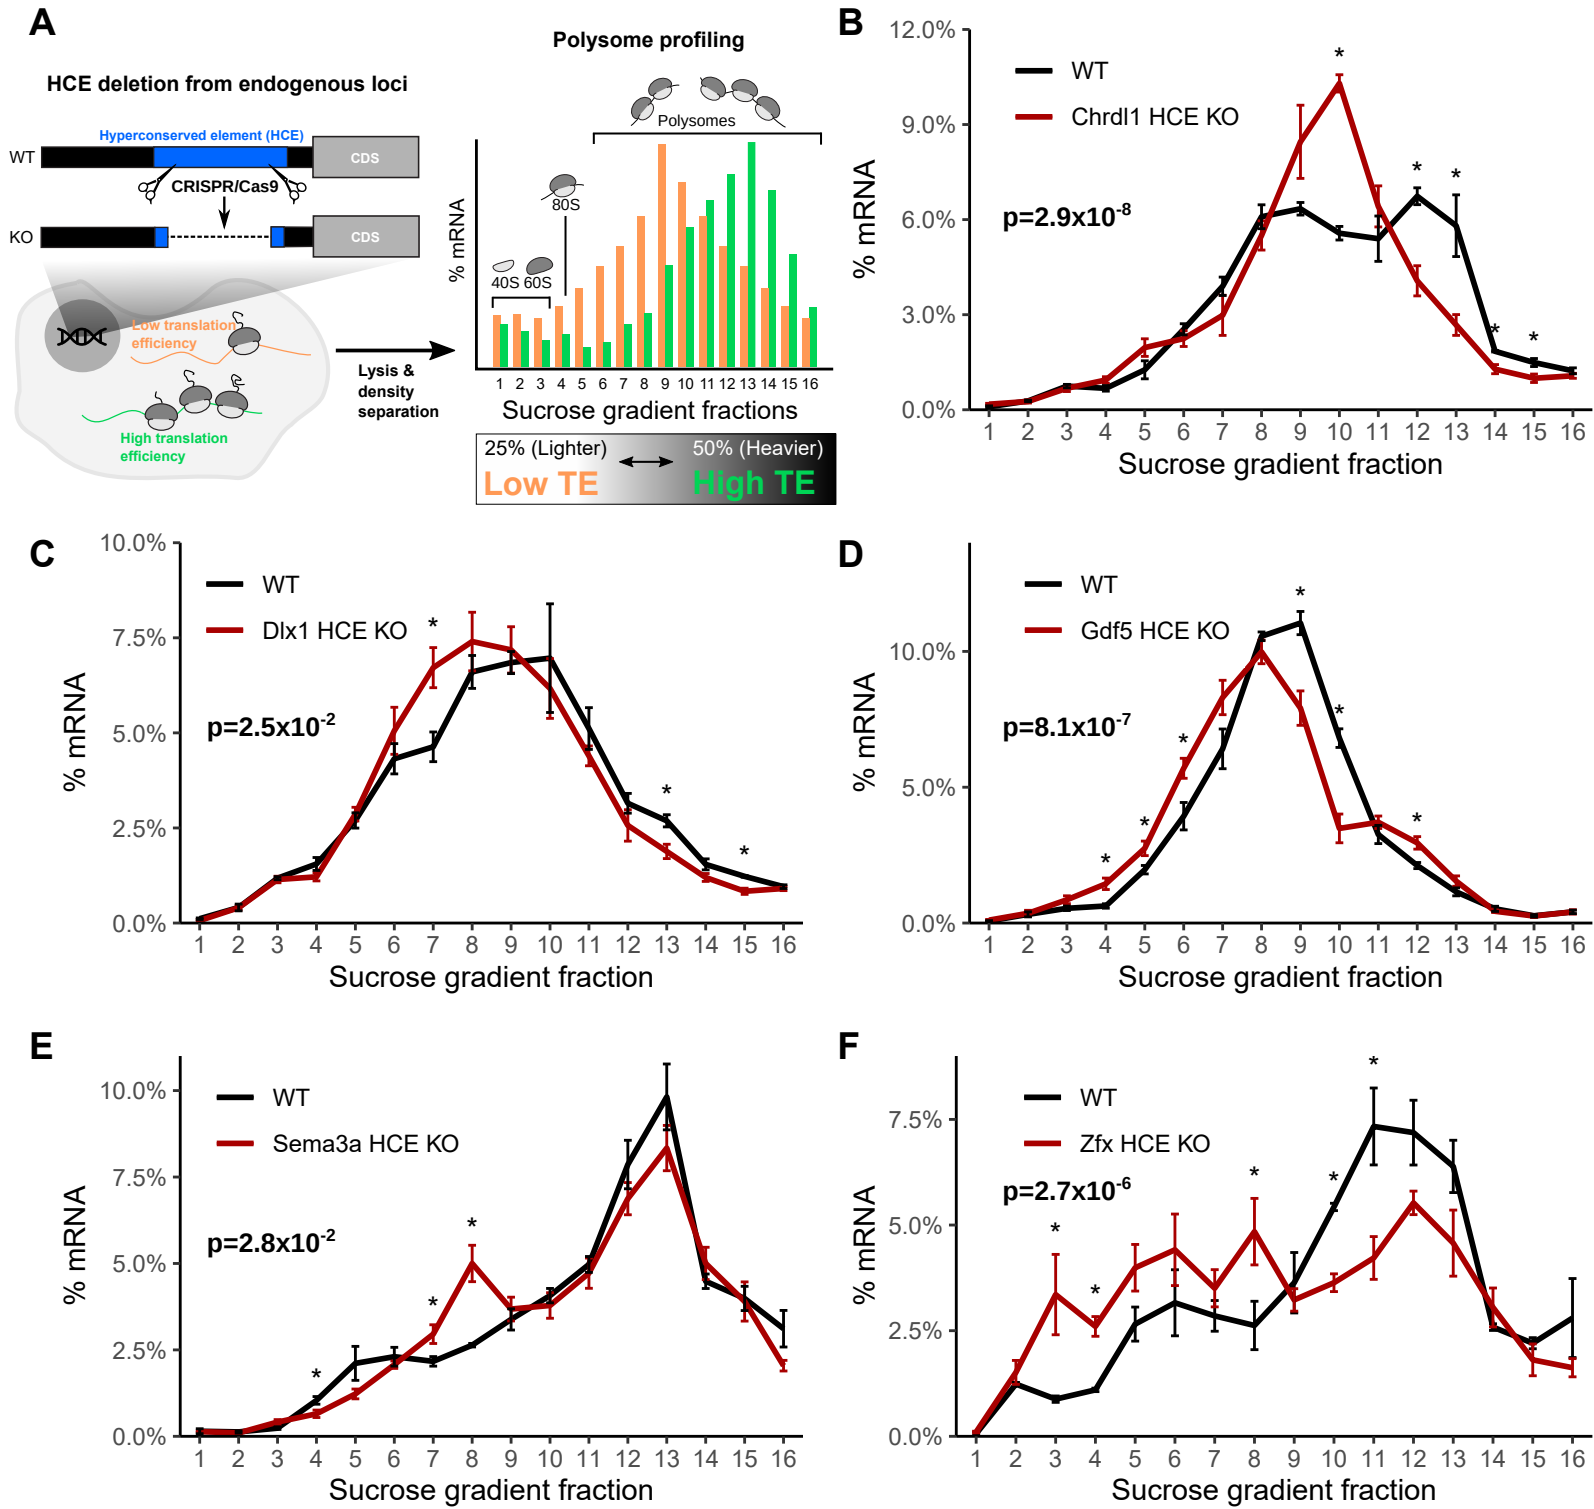 A
HCE deletion from endogenous loci
Hyperconserved element (HCE)
WT
CDS
CRISPR/Cas9
KO
CDS
Low translation
efficiency
High translation
efficiency
Lysis &
density
separation
Polysome profiling
Polysomes
80S
40S 60S
% mRNA
1 2 3 4 5 6 7 8 9 10 11 12 13 14 15 16
Sucrose gradient fractions
25% (Lighter) 50% (Heavier)
Low TE High TE
B
12.0%
9.0%
6.0%
3.0%
0.0%
% mRNA
WT
Chrdl1 HCE KO
p=2.9x10⁻⁸
*
* *
* *
1 2 3 4 5 6 7 8 9 10 11 12 13 14 15 16
Sucrose gradient fraction
C
10.0%
7.5%
5.0%
2.5%
0.0%
% mRNA
WT
Dlx1 HCE KO
p=2.5x10⁻²
*
*
*
1 2 3 4 5 6 7 8 9 10 11 12 13 14 15 16
Sucrose gradient fraction
D
10.0%
5.0%
0.0%
% mRNA
WT
Gdf5 HCE KO
p=8.1x10⁻⁷
*
*
*
* *
*
1 2 3 4 5 6 7 8 9 10 11 12 13 14 15 16
Sucrose gradient fraction
E
10.0%
7.5%
5.0%
2.5%
0.0%
% mRNA
WT
Sema3a HCE KO
p=2.8x10⁻²
*
*
*
1 2 3 4 5 6 7 8 9 10 11 12 13 14 15 16
Sucrose gradient fraction
F
7.5%
5.0%
2.5%
0.0%
% mRNA
WT
Zfx HCE KO
p=2.7x10⁻⁶
*
* *
*
*
1 2 3 4 5 6 7 8 9 10 11 12 13 14 15 16
Sucrose gradient fraction